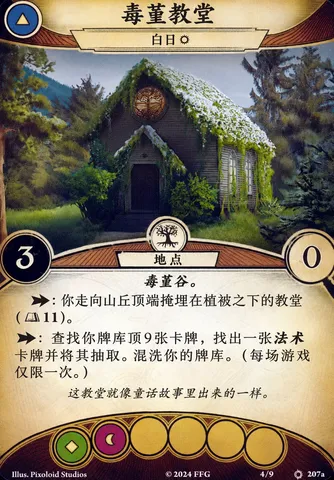 毒堇教堂
白日
3
地点
0
毒堇谷。
：你走向山丘顶端掩埋在植被之下的教堂
（11）。
：查找你牌库顶9张卡牌，找出一张法术
卡牌并将其抽取。混洗你的牌库。（每场游戏
仅限一次。）
这教堂就像童话故事里出来的一样。
Illus. Pixoloid Studios © 2024 FFG 4/9 207a